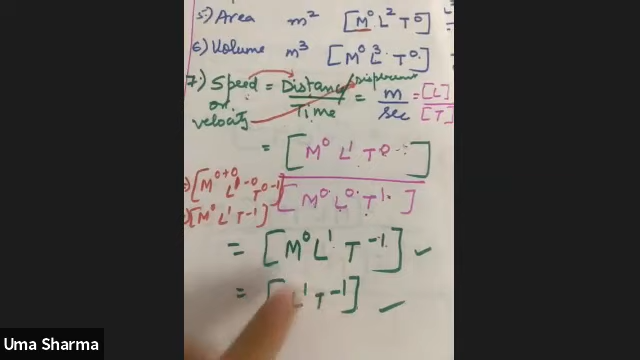 5.) Area m² [M⁰ L² T⁰]
6) Volume m³ [M⁰ L³ T⁰]
7.) Speed = Distance/ = m = [L]
or Time sec [T]
velocity
= [M⁰ L¹ T⁰]
[M⁰ L⁰ T¹]
[M⁰⁺⁰ L¹⁻⁰ T⁰⁻¹]
[M⁰ L¹ T⁻¹]
= [M⁰ L¹ T⁻¹] ✓
= [L¹ T⁻¹] ✓
Uma Sharma